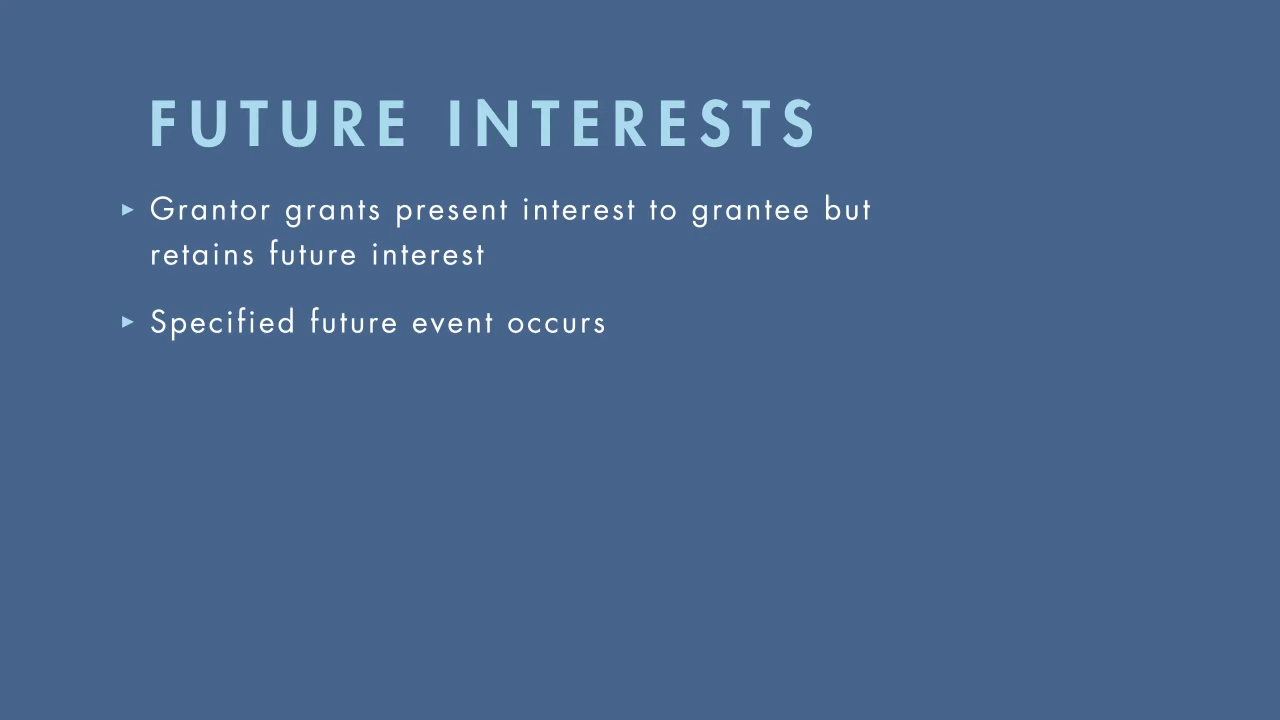 FUTURE INTERESTS
▸ Grantor grants present interest to grantee but
retains future interest
▸ Specified future event occurs